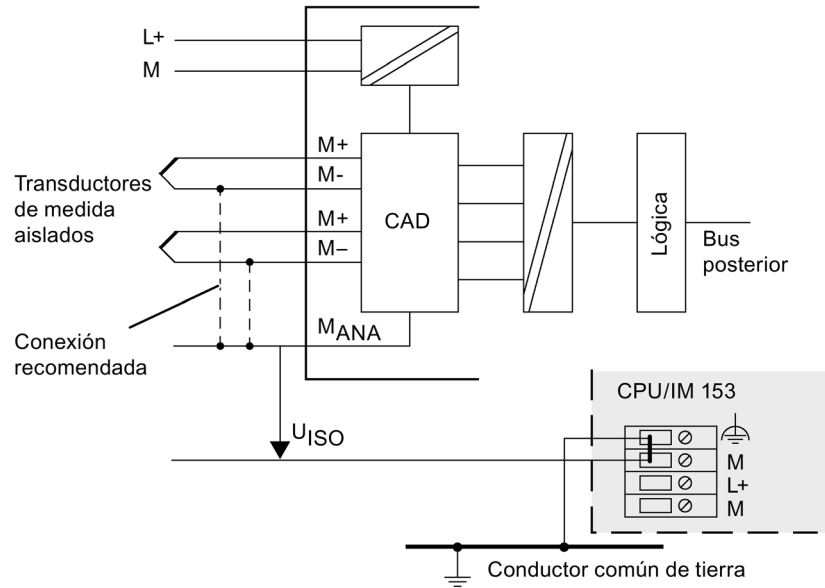 L+
M
M+
M-
Transductores
de medida
aislados
M+
M–
CAD
Lógica
Bus
posterior
Conexión
recomendada
MANA
CPU/IM 153
UISO
M
L+
M
Conductor común de tierra